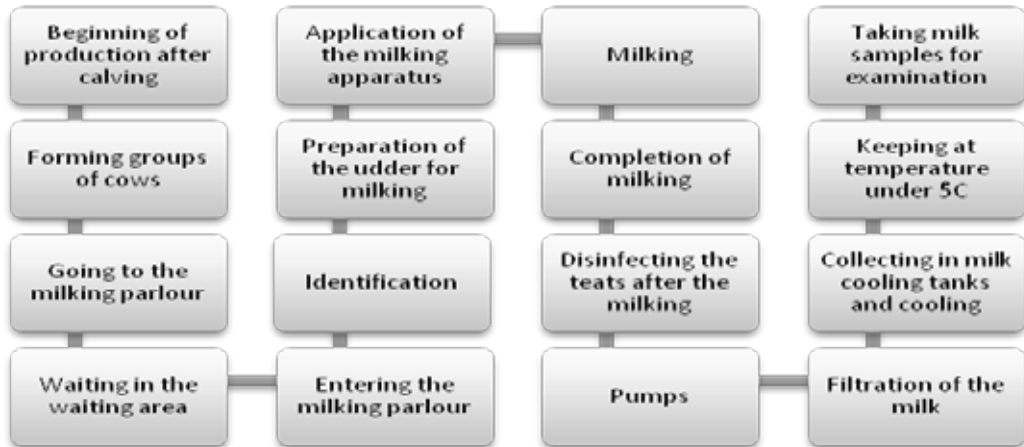 Beginning of
production after
calving
Forming groups
of cows
Going to the
milking parlour
Waiting in the
waiting area
Entering the
milking parlour
Identification
Preparation of
the udder for
milking
Application of
the milking
apparatus
Milking
Completion of
milking
Disinfecting the
teats after the
milking
Pumps
Filtration of the
milk
Collecting in milk
cooling tanks
and cooling
Keeping at
temperature
under 5C
Taking milk
samples for
examination